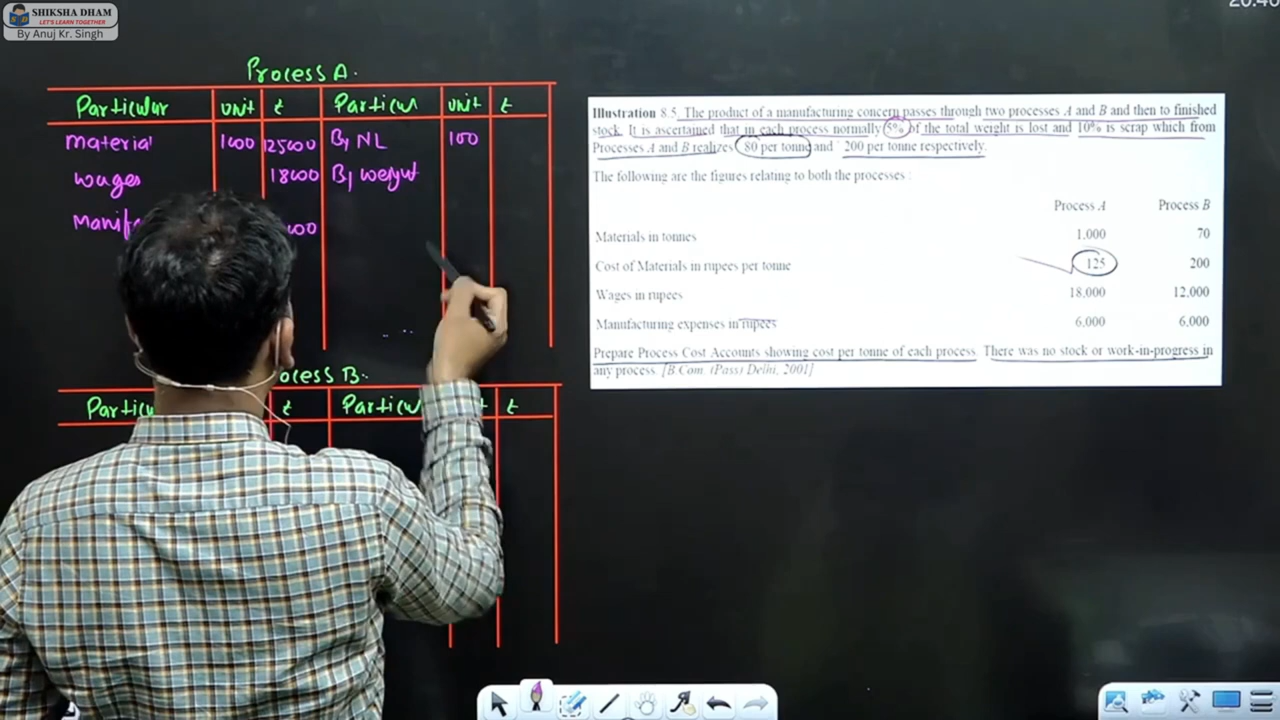 SHIKSHA DHAM
LET'S LEARN TOGETHER
By Anuj Kr. Singh
Process A.
Particular unit ₹ Particul unit ₹
Material 1000 125000 By NL 100
wages 18000 By weigut
Manife
Process B.
t Particul t ₹
Illustration 8.5. The product of a manufacturing concern passes through two processes A and B and then to finished
stock. It is ascertained that in each process normally 5% of the total weight is lost and 10% is scrap which from
Processes A and B realizes 80 per tonne and 200 per tonne respectively.
The following are the figures relating to both the processes :
Process A Process B
Materials in tonnes 1,000 70
Cost of Materials in rupees per tonne 125 200
Wages in rupees 18,000 12,000
Manufacturing expenses in rupees 6,000 6,000
Prepare Process Cost Accounts showing cost per tonne of each process. There was no stock or work-in-progress in
any process. [B.Com. (Pass) Delhi, 2001]